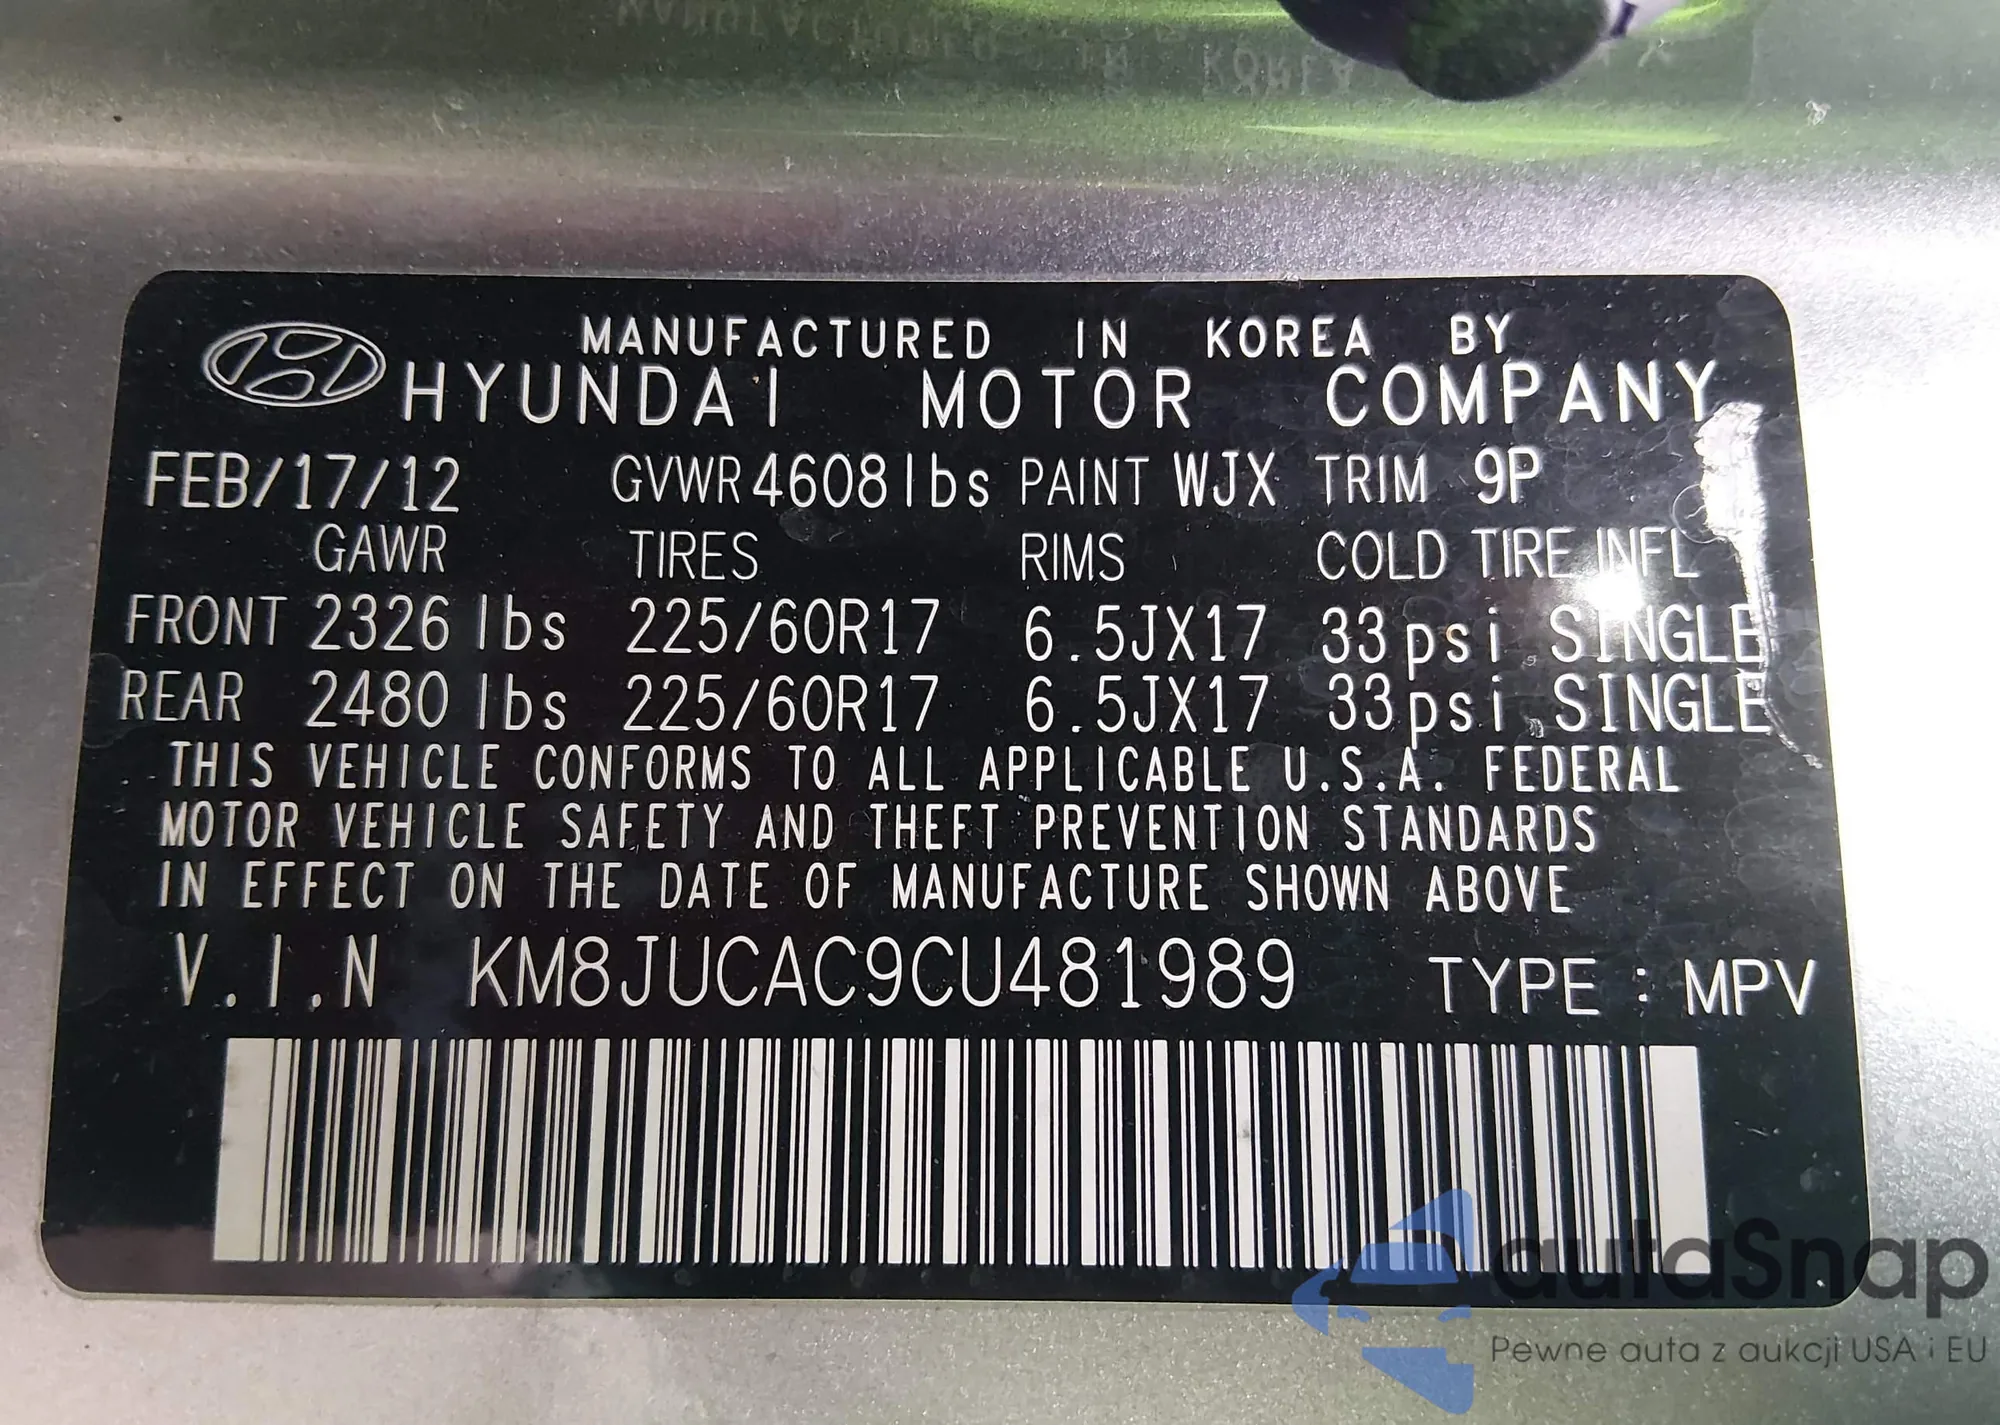 MANUFACTURED IN KOREA BY
HYUNDAI MOTOR COMPANY
FEB/17/12 GVWR 4608lbs PAINT WJX TRIM 9P
GAWR TIRES RIMS COLD TIRE INFL
FRONT 2326 lbs 225/60R17 6.5JX17 33psi, SINGLE
REAR 2480 lbs 225/60R17 6.5JX17 33psi, SINGLE
THIS VEHICLE CONFORMS TO ALL APPLICABLE U.S.A. FEDERAL
MOTOR VEHICLE SAFETY AND THEFT PREVENTION STANDARDS
IN EFFECT ON THE DATE OF MANUFACTURE SHOWN ABOVE
V.I.N KM8JUCAC9CU481989 TYPE : MPV
autaSnap
Pewne auta z aukcji USA i EU